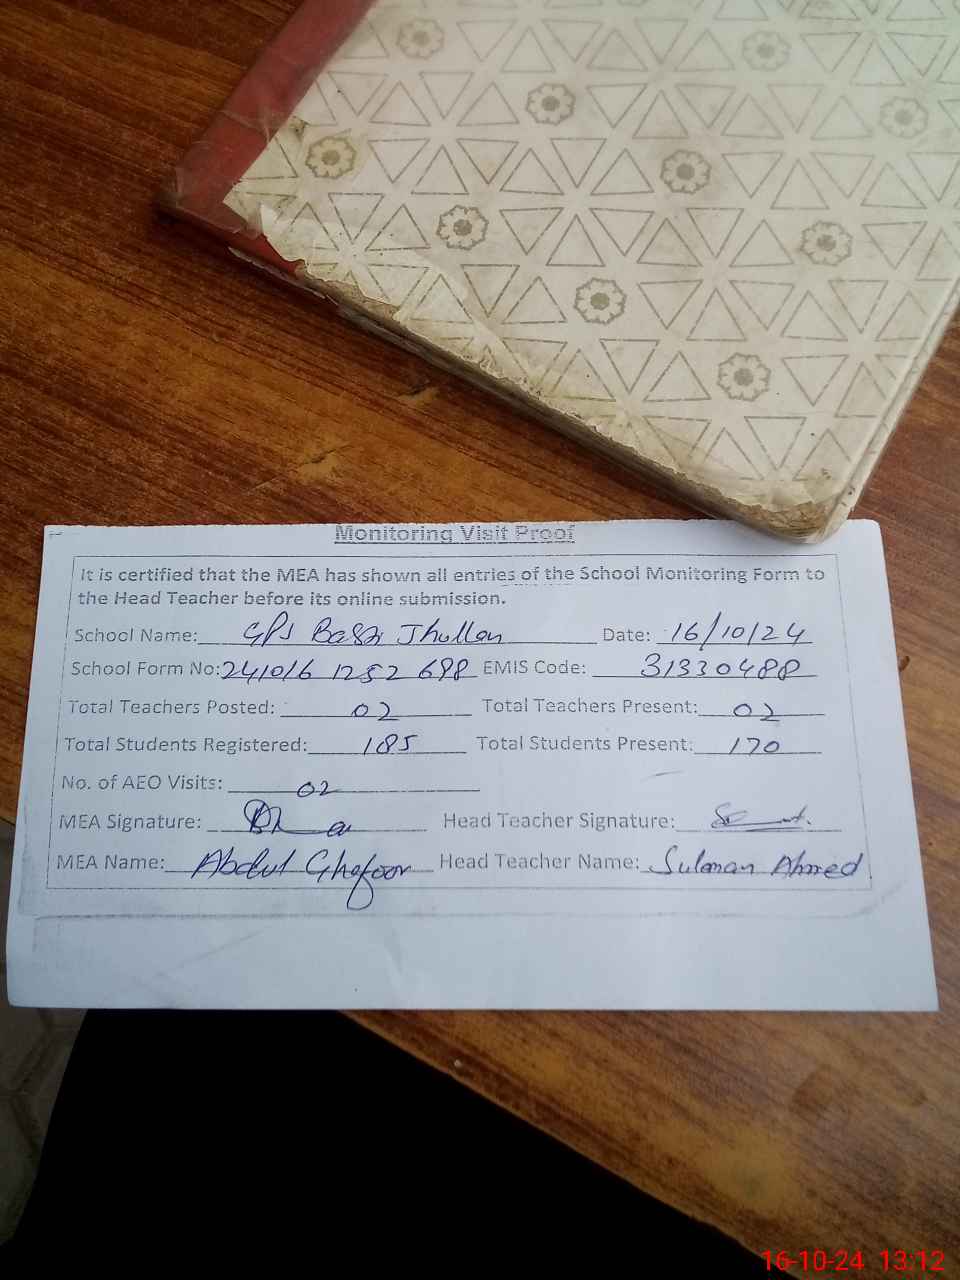 Monitoring Visit Proof
It is certified that the MEA has shown all entries of the School Monitoring Form to
the Head Teacher before its online submission.
School Name: GPS Basti Jhullan Date: 16/10/24
School Form No: 241016 1252 698 EMIS Code: 31330488
Total Teachers Posted: 02 Total Teachers Present: 02
Total Students Registered: 185 Total Students Present: 170
No. of AEO Visits: 02
MEA Signature: Head Teacher Signature:
MEA Name: Abdul Ghafoor Head Teacher Name: Sulman Ahmed
16-10-24 13:12